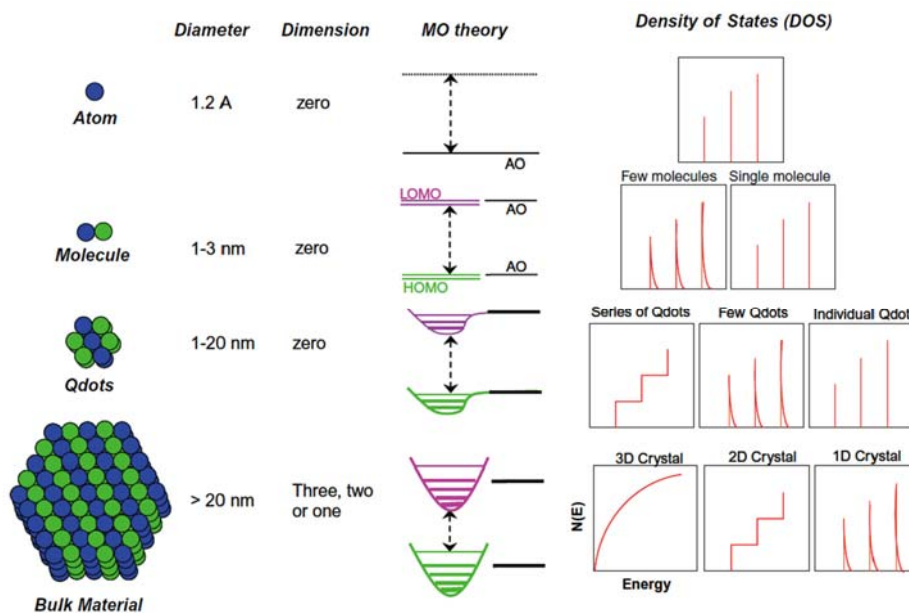 Diameter
Dimension
MO theory
Density of States (DOS)
Atom
1.2 A
zero
AO
Few molecules
Single molecule
LOMO
AO
Molecule
1-3 nm
zero
AO
HOMO
Series of Qdots
Few Qdots
Individual Qdot
Qdots
1-20 nm
zero
3D Crystal
2D Crystal
1D Crystal
> 20 nm
Three, two
or one
N(E)
Energy
Bulk Material